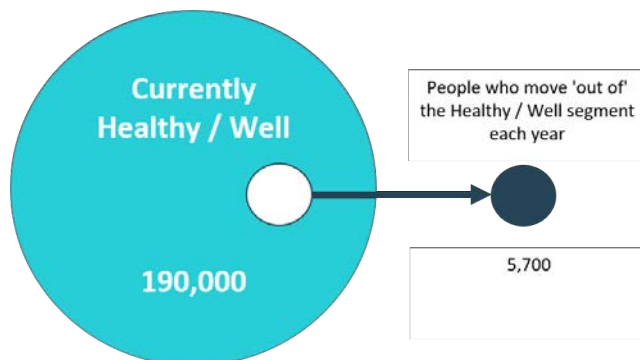 Currently
Healthy / Well
190,000
People who move 'out of'
the Healthy / Well segment
each year
5,700